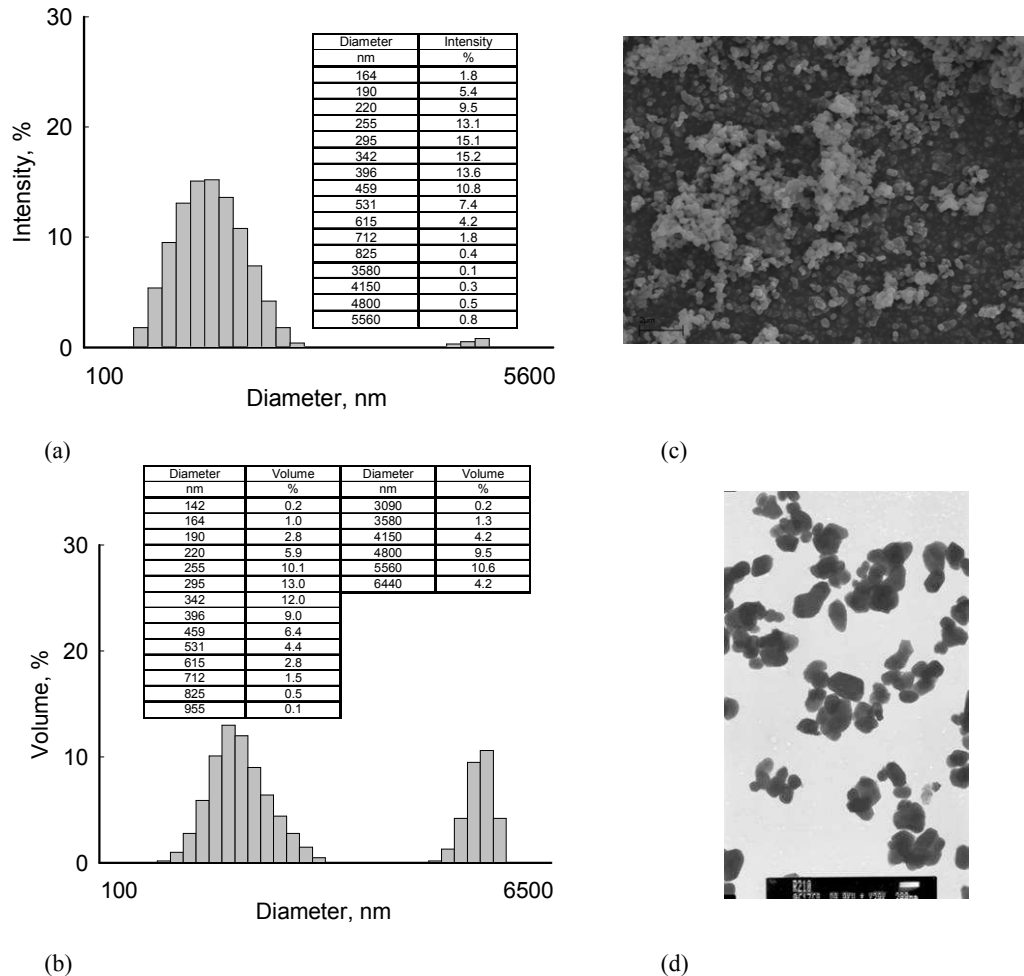 30
20
10
0
Intensity, %
Diameter Intensity
nm %
164 1.8
190 5.4
220 9.5
255 13.1
295 15.1
342 15.2
396 13.6
459 10.8
531 7.4
615 4.2
712 1.8
825 0.4
3580 0.1
4150 0.3
4800 0.5
5560 0.8
100 5600
Diameter, nm
2µm
(a) (c)
Diameter Volume Diameter Volume
nm % nm %
142 0.2 3090 0.2
164 1.0 3580 1.3
190 2.8 4150 4.2
220 5.9 4800 9.5
255 10.1 5560 10.6
295 13.0 6440 4.2
342 12.0
396 9.0
459 6.4
531 4.4
615 2.8
712 1.5
825 0.5
955 0.1
30
20
10
0
Volume, %
100 6500
Diameter, nm
R210
(b) (d)